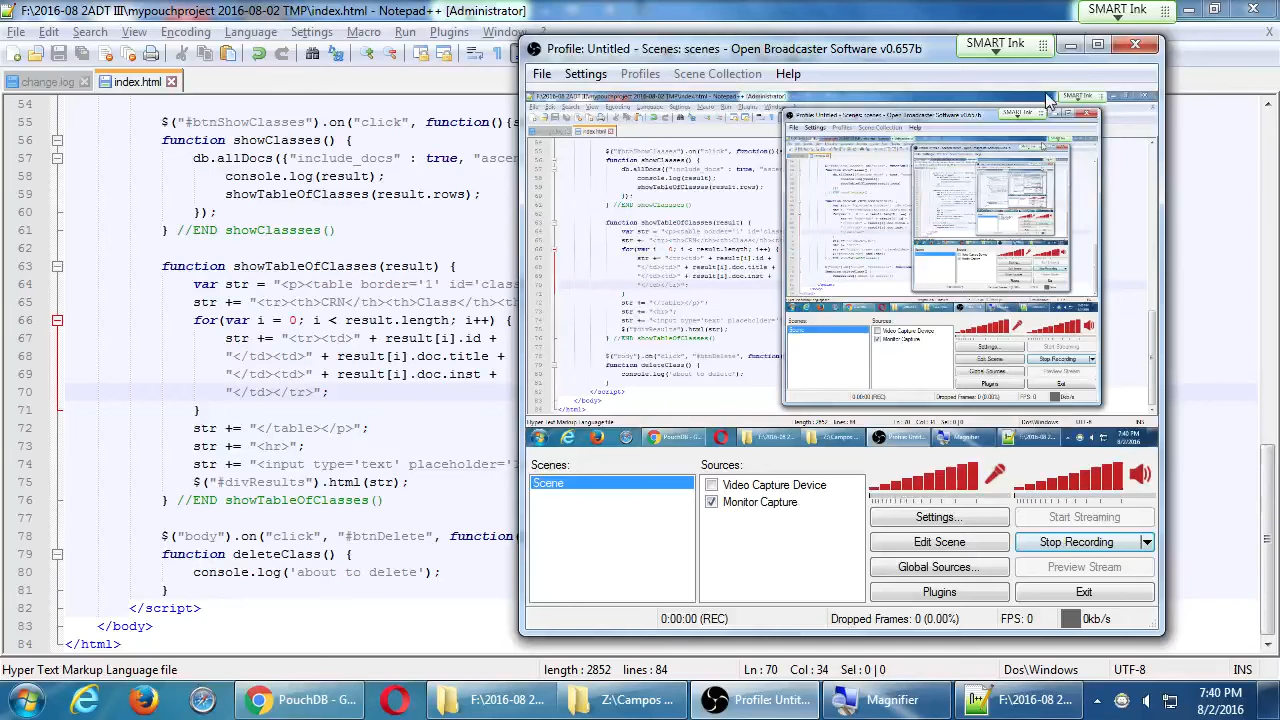 F:\2016-08 2ADT III\mypouchproject 2016-08-02 TMP\index.html - Notepad++ [Administrator]
SMART Ink
File Edit Search View Encoding Language Settings Macro Run Plugins Window
X
change.log index.html
54
$("#btnShowClasses").on("click", function(){s
56 function showClasses() {
57 db.allDocs({"include_docs" : true, "asce
58 console.log(result);
59 showTableOfClasses(result.rows);
60 });
61 } //END showClassses()
62
63 function showTableOfClasses(result) {
64 var str = "<p><table border='1' id='clas
65 str += "<tr><th>CRN</th><th>Class</th><t
66 for(var i = 0; i < result.length; i++) {
67 str += "<tr><td>" + result[i].id +
68 "</td><td>" + result[i].doc.title +
69 "</td><td>" + result[i].doc.inst +
70 "</td></tr>";
71 }
72 str += "</table></p>";
73 str += "<hr>";
74 str += "<input type='text' placeholder='
75 $("#divResults").html(str);
76 } //END showTableOfClasses()
77
78 $("body").on("click", "#btnDelete", function(
79 function deleteClass() {
80 console.log('about to delete');
81 }
82 </script>
83 </body>
84 </html>
Profile: Untitled - Scenes: scenes - Open Broadcaster Software v0.657b
SMART Ink
File Settings Profiles Scene Collection Help
Scenes:
Scene
Sources:
Video Capture Device
Monitor Capture
Settings... Start Streaming
Edit Scene Stop Recording
Global Sources... Preview Stream
Plugins Exit
0:00:00 (REC) Dropped Frames: 0 (0.00%) FPS: 0 0kb/s
Hyper Text Markup Language file length : 2852 lines : 84 Ln : 70 Col : 34 Sel : 0 | 0 Dos\Windows UTF-8 INS
PouchDB - G... F:\2016-08 2... Z:\Campos ... Profile: Untit... Magnifier F:\2016-08 2...
7:40 PM
8/2/2016